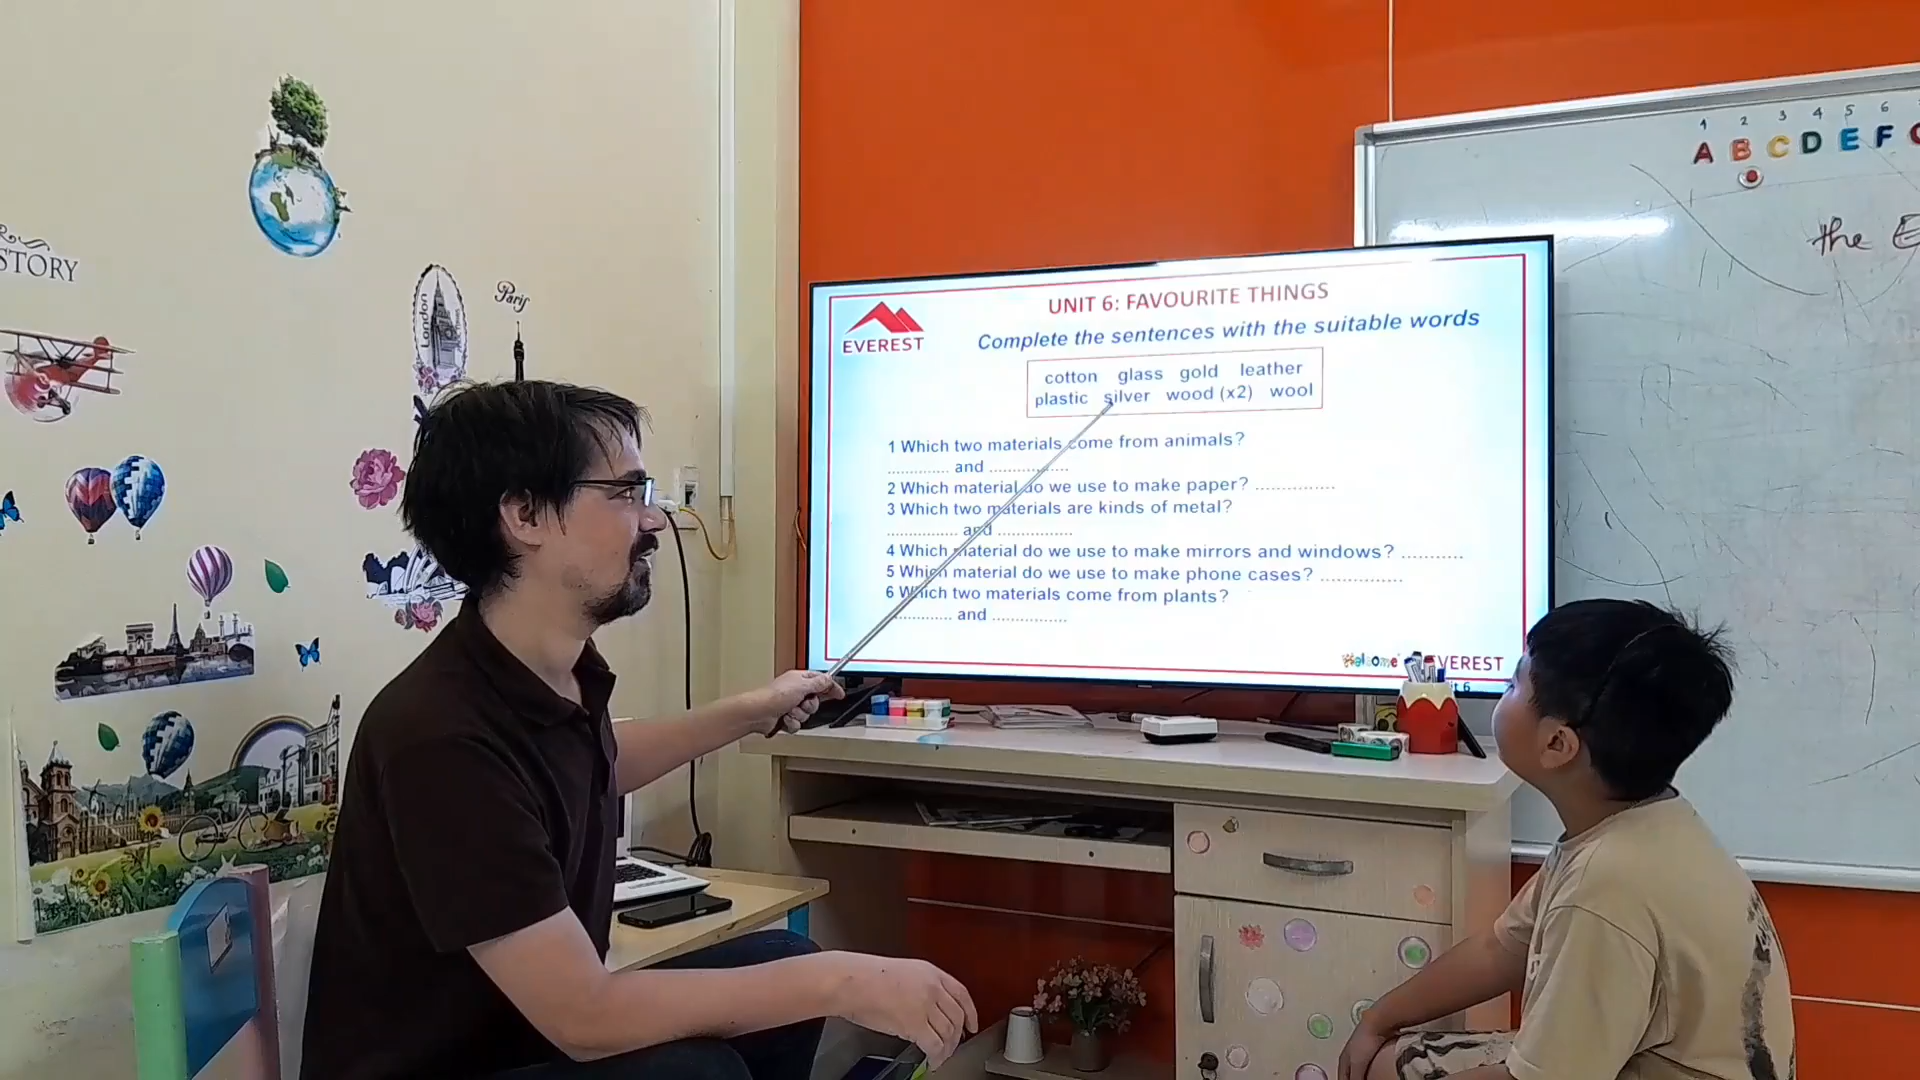 STORY
London
Paris
1 2 3 4 5 6
A B C D E F
the
UNIT 6: FAVOURITE THINGS
EVEREST
Complete the sentences with the suitable words
cotton glass gold leather
plastic silver wood (x2) wool
1 Which two materials come from animals?
.............. and ..................
2 Which material do we use to make paper? ..................
3 Which two materials are kinds of metal?
................ and .................
4 Which material do we use to make mirrors and windows? ...........
5 Which material do we use to make phone cases? ................
6 Which two materials come from plants?
.............. and .................
Welcome
EVEREST